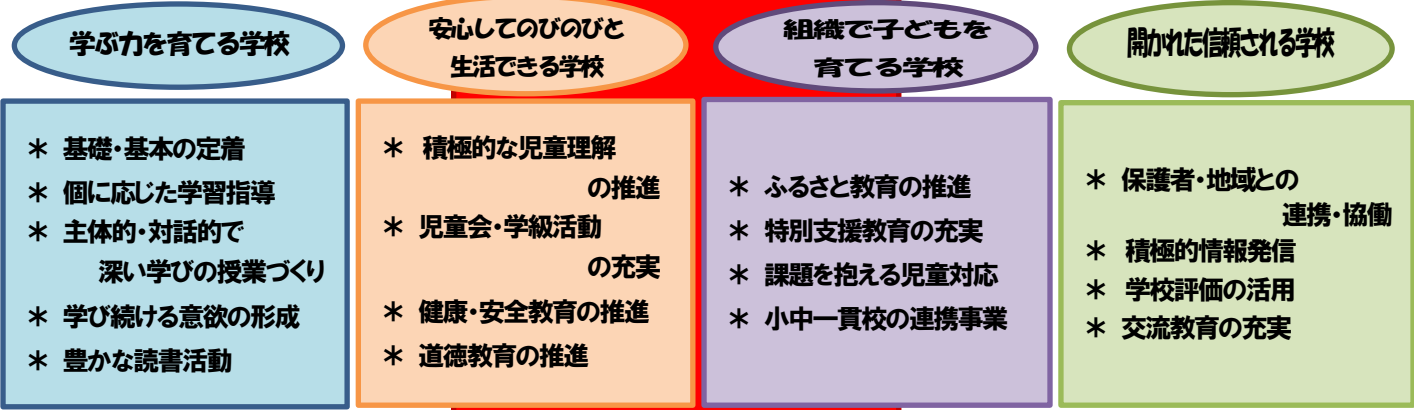 学ぶ力を育てる学校
＊ 基礎・基本の定着
＊ 個に応じた学習指導
＊ 主体的・対話的で
深い学びの授業づくり
＊ 学び続ける意欲の形成
＊ 豊かな読書活動
安心してのびのびと
生活できる学校
＊ 積極的な児童理解
の推進
＊ 児童会・学級活動
の充実
＊ 健康・安全教育の推進
＊ 道徳教育の推進
組織で子どもを
育てる学校
＊ ふるさと教育の推進
＊ 特別支援教育の充実
＊ 課題を抱える児童対応
＊ 小中一貫校の連携事業
開かれた信頼される学校
＊ 保護者・地域との
連携・協働
＊ 積極的情報発信
＊ 学校評価の活用
＊ 交流教育の充実